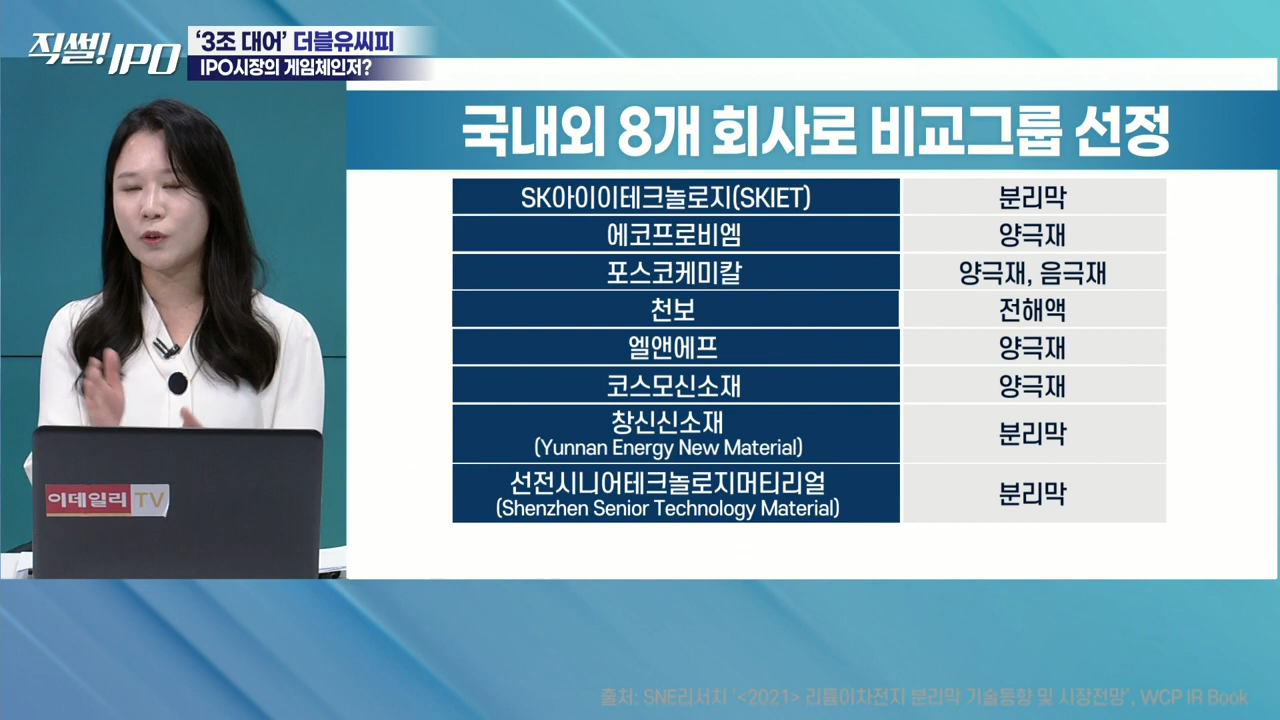 직썰! IPO
‘3조 대어’ 더블유씨피
IPO시장의 게임체인저?
국내외 8개 회사로 비교그룹 선정
SK아이이테크놀로지(SKIET) 분리막
에코프로비엠 양극재
포스코케미칼 양극재, 음극재
천보 전해액
엘앤에프 양극재
코스모신소재 양극재
창신신소재
(Yunnan Energy New Material) 분리막
선전시니어테크놀로지머티리얼
(Shenzhen Senior Technology Material) 분리막
이데일리TV
출처: SNE리서치 ‘<2021> 리튬이차전지 분리막 기술동향 및 시장전망’, WCP IR Book